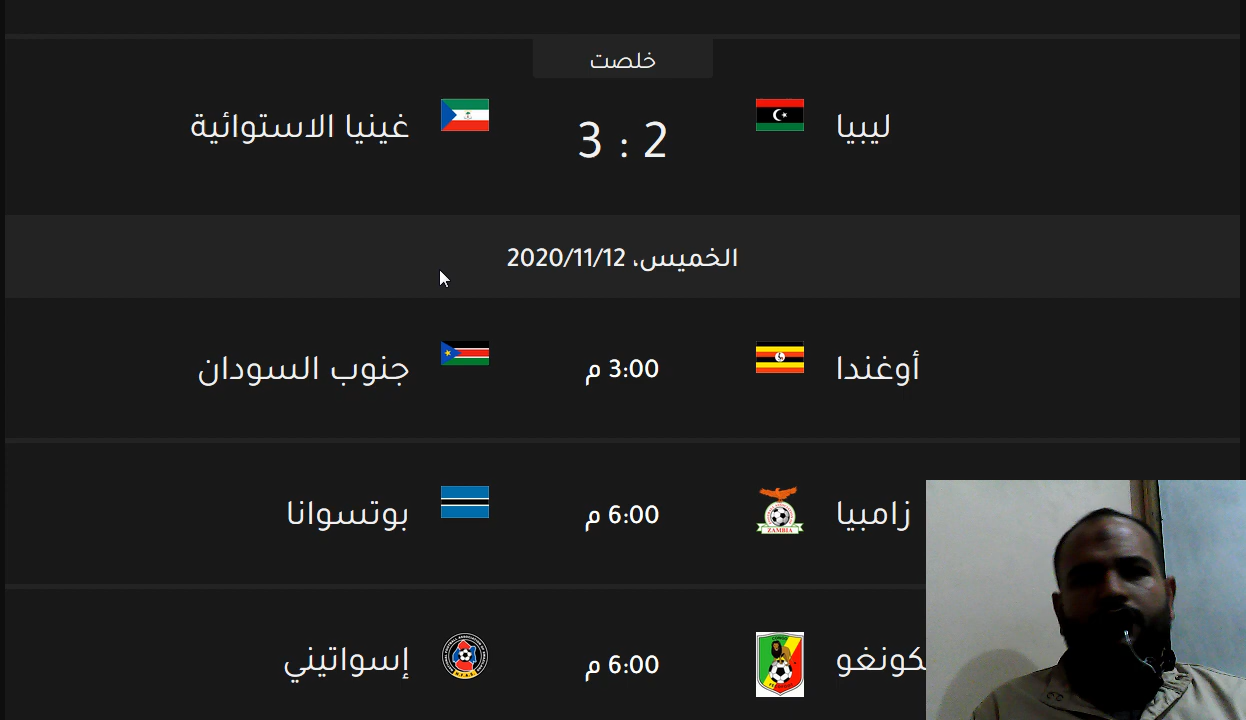 خلصت
ليبيا 3 : 2 غينيا الاستوائية
الخميس، 2020/11/12
أوغندا 3:00 م جنوب السودان
زامبيا ZAMBIA 6:00 م بوتسوانا
كونغو 6:00 م إسواتيني